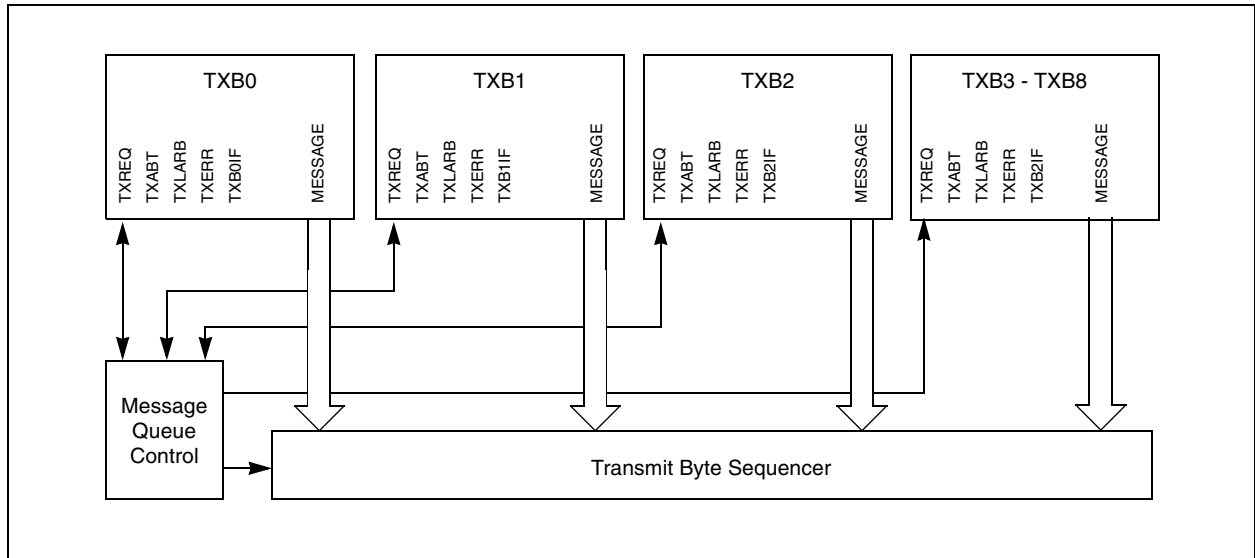 TXB0
TXREQ
TXABT
TXLARB
TXERR
TXB0IF
MESSAGE
TXB1
TXREQ
TXABT
TXLARB
TXERR
TXB1IF
MESSAGE
TXB2
TXREQ
TXABT
TXLARB
TXERR
TXB2IF
MESSAGE
TXB3 - TXB8
TXREQ
TXABT
TXLARB
TXERR
TXB2IF
MESSAGE
Message
Queue
Control
Transmit Byte Sequencer